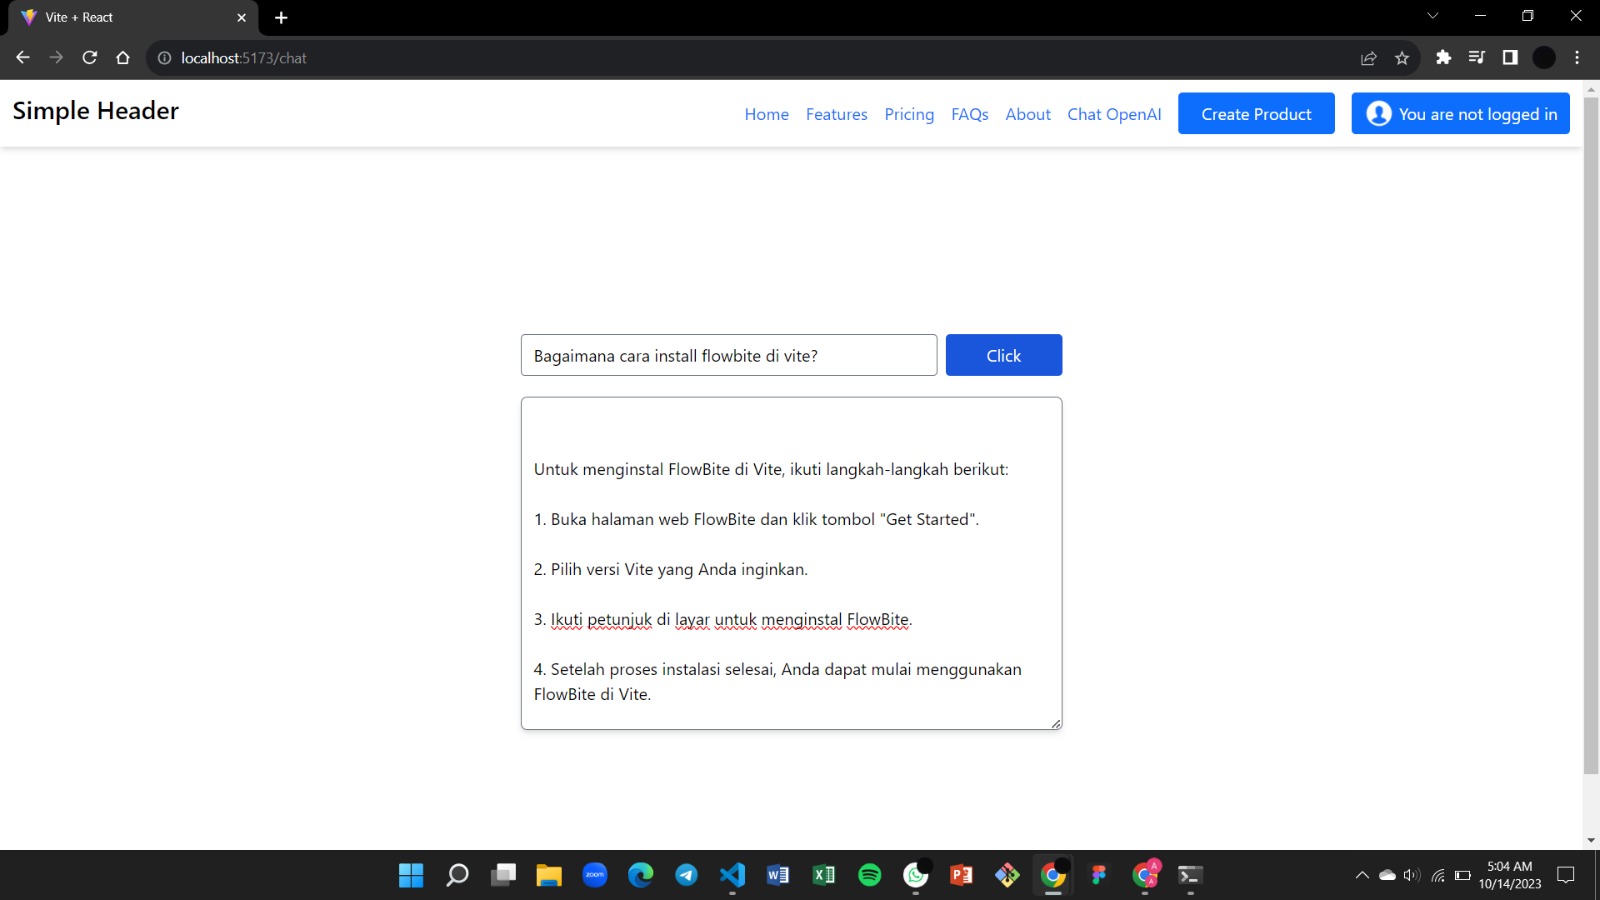 Vite + React
localhost:5173/chat
Simple Header
Home Features Pricing FAQs About Chat OpenAI Create Product You are not logged in
Bagaimana cara install flowbite di vite? Click
Untuk menginstal FlowBite di Vite, ikuti langkah-langkah berikut:
1. Buka halaman web FlowBite dan klik tombol "Get Started".
2. Pilih versi Vite yang Anda inginkan.
3. Ikuti petunjuk di layar untuk menginstal FlowBite.
4. Setelah proses instalasi selesai, Anda dapat mulai menggunakan
FlowBite di Vite.
zoom
5:04 AM
10/14/2023